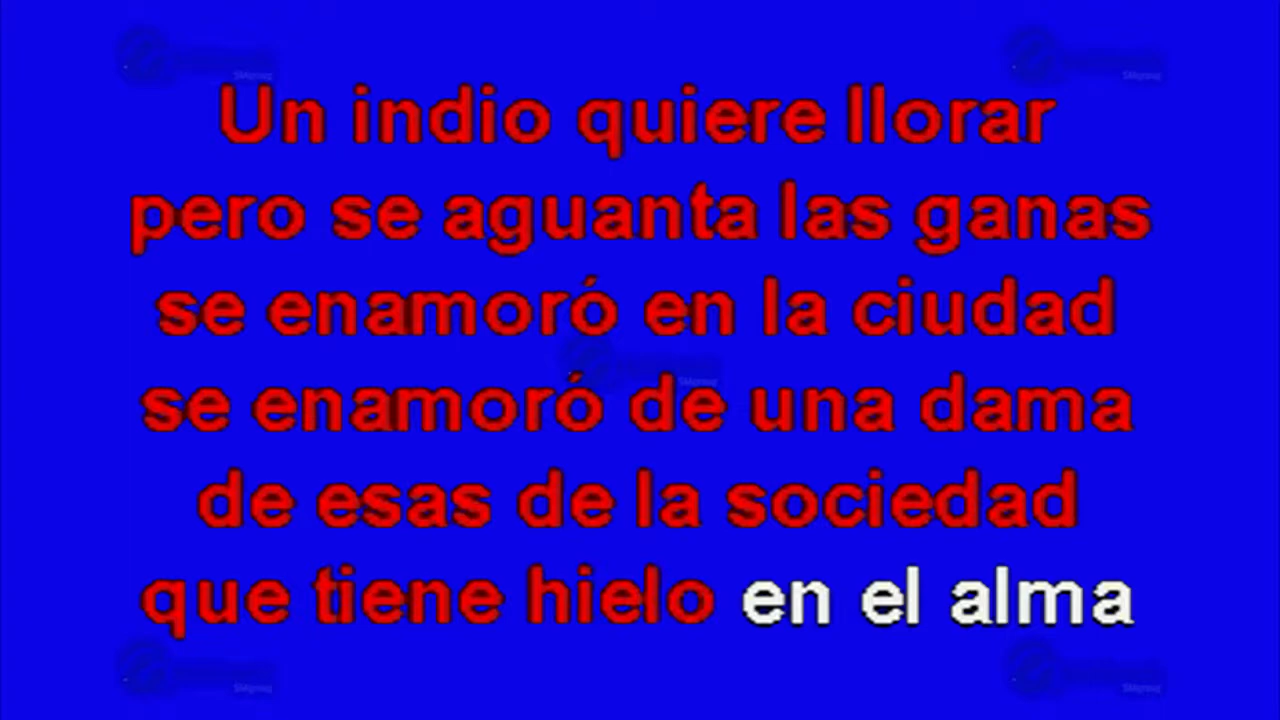 Un indio quiere llorar
pero se aguanta las ganas
se enamoró en la ciudad
se enamoró de una dama
de esas de la sociedad
que tiene hielo en el alma